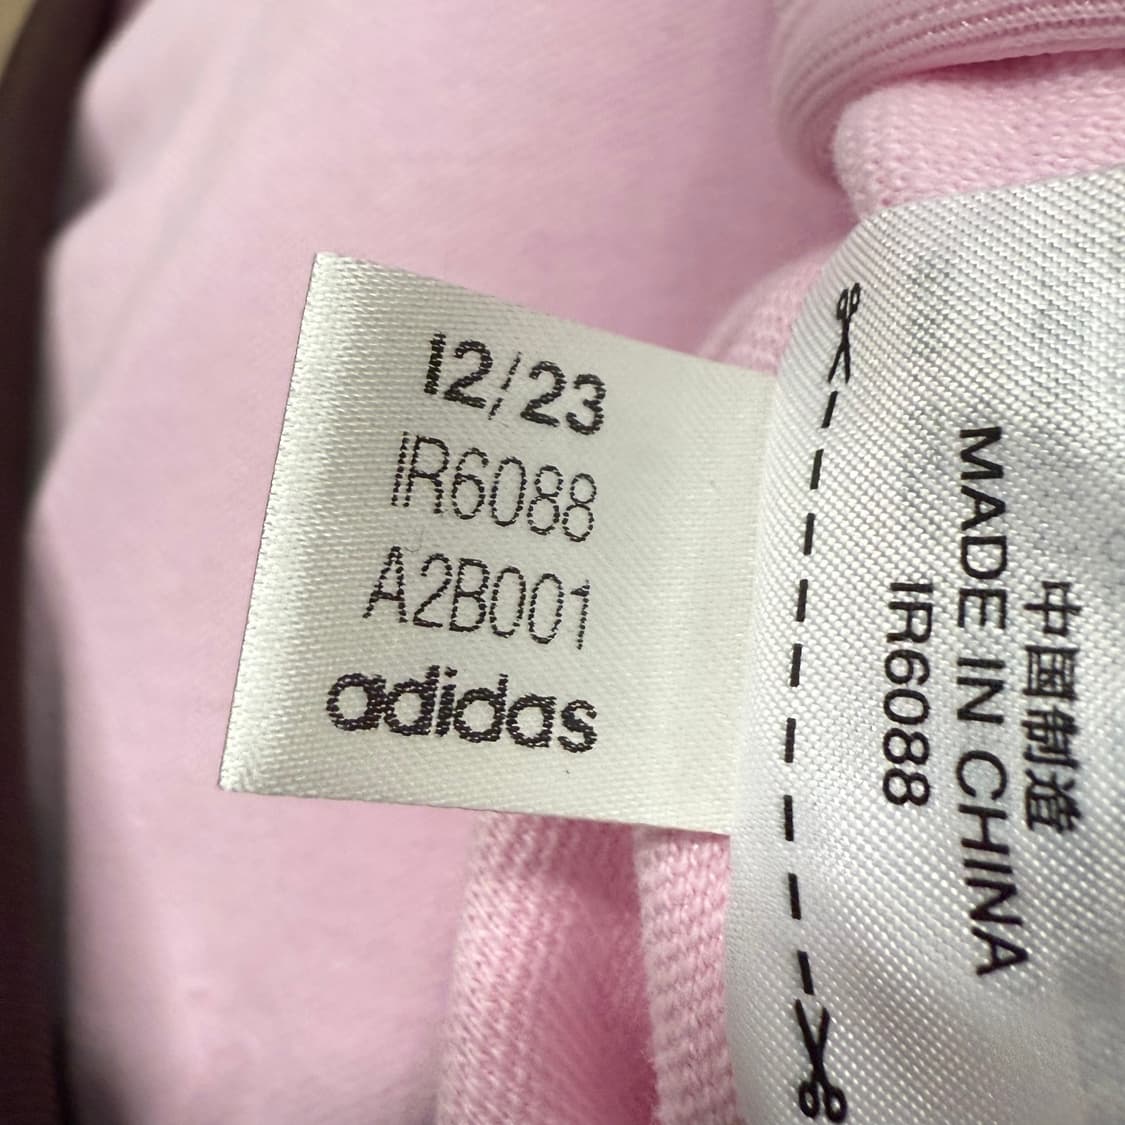 12/23
IR6088
A2B001
adidas
中国制造
MADE IN CHINA
IR6088